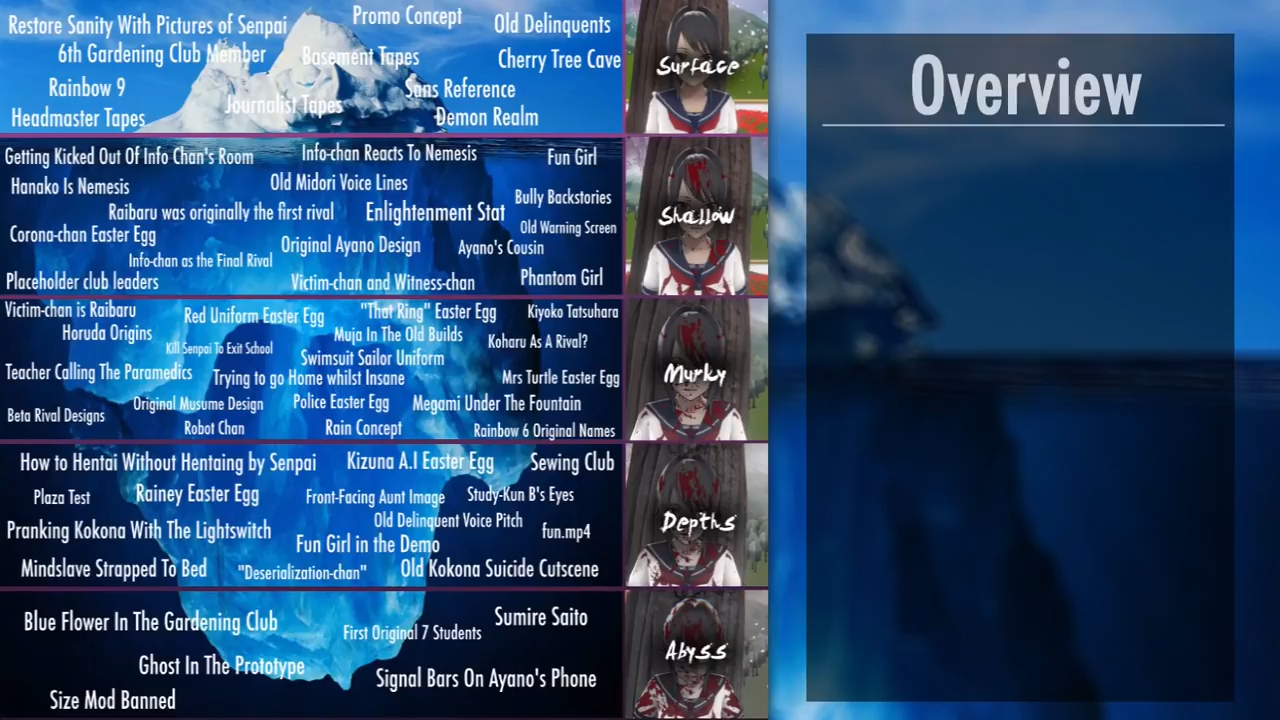 Restore Sanity With Pictures of Senpai
Promo Concept
Old Delinquents
6th Gardening Club Member
Basement Tapes
Cherry Tree Cave
Rainbow 9
Sans Reference
Headmaster Tapes
Journalist Tapes
Demon Realm
Surface
Getting Kicked Out Of Info Chan's Room
Info-chan Reacts To Nemesis
Fun Girl
Hanako Is Nemesis
Old Midori Voice Lines
Bully Backstories
Raibaru was originally the first rival
Enlightenment Stat
Old Warning Screen
Corona-chan Easter Egg
Original Ayano Design
Ayano's Cousin
Info-chan as the Final Rival
Placeholder club leaders
Victim-chan and Witness-chan
Phantom Girl
Shallow
Victim-chan is Raibaru
Red Uniform Easter Egg
"That Ring" Easter Egg
Kiyoko Tatsuhara
Horuda Origins
Muja In The Old Builds
Koharu As A Rival?
Kill Senpai To Exit School
Swimsuit Sailor Uniform
Teacher Calling The Paramedics
Trying to go Home whilst Insane
Mrs Turtle Easter Egg
Beta Rival Designs
Original Musume Design
Police Easter Egg
Megami Under The Fountain
Robot Chan
Rain Concept
Rainbow 6 Original Names
Murky
How to Hentai Without Hentaing by Senpai
Kizuna A.I Easter Egg
Sewing Club
Plaza Test
Rainey Easter Egg
Front-Facing Aunt Image
Study-Kun B's Eyes
Pranking Kokona With The Lightswitch
Old Delinquent Voice Pitch
fun.mp4
Fun Girl in the Demo
Mindslave Strapped To Bed
"Deserialization-chan"
Old Kokona Suicide Cutscene
Depths
Blue Flower In The Gardening Club
First Original 7 Students
Sumire Saito
Ghost In The Prototype
Signal Bars On Ayano's Phone
Size Mod Banned
Abyss
Overview